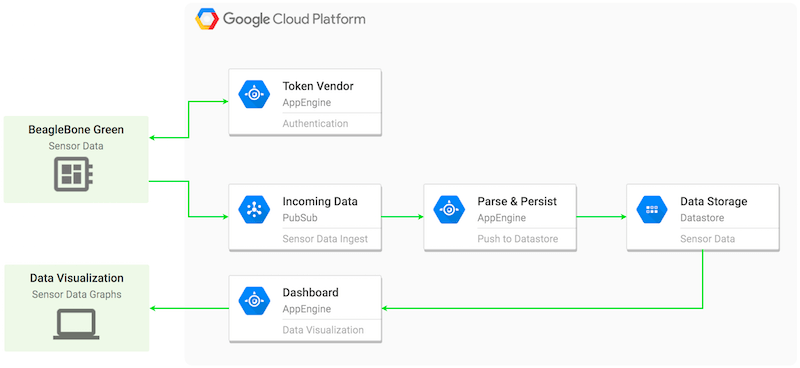 Google Cloud Platform
Token Vendor
AppEngine
Authentication
BeagleBone Green
Sensor Data
Incoming Data
PubSub
Sensor Data Ingest
Parse & Persist
AppEngine
Push to Datastore
Data Storage
Datastore
Sensor Data
Data Visualization
Sensor Data Graphs
Dashboard
AppEngine
Data Visualization